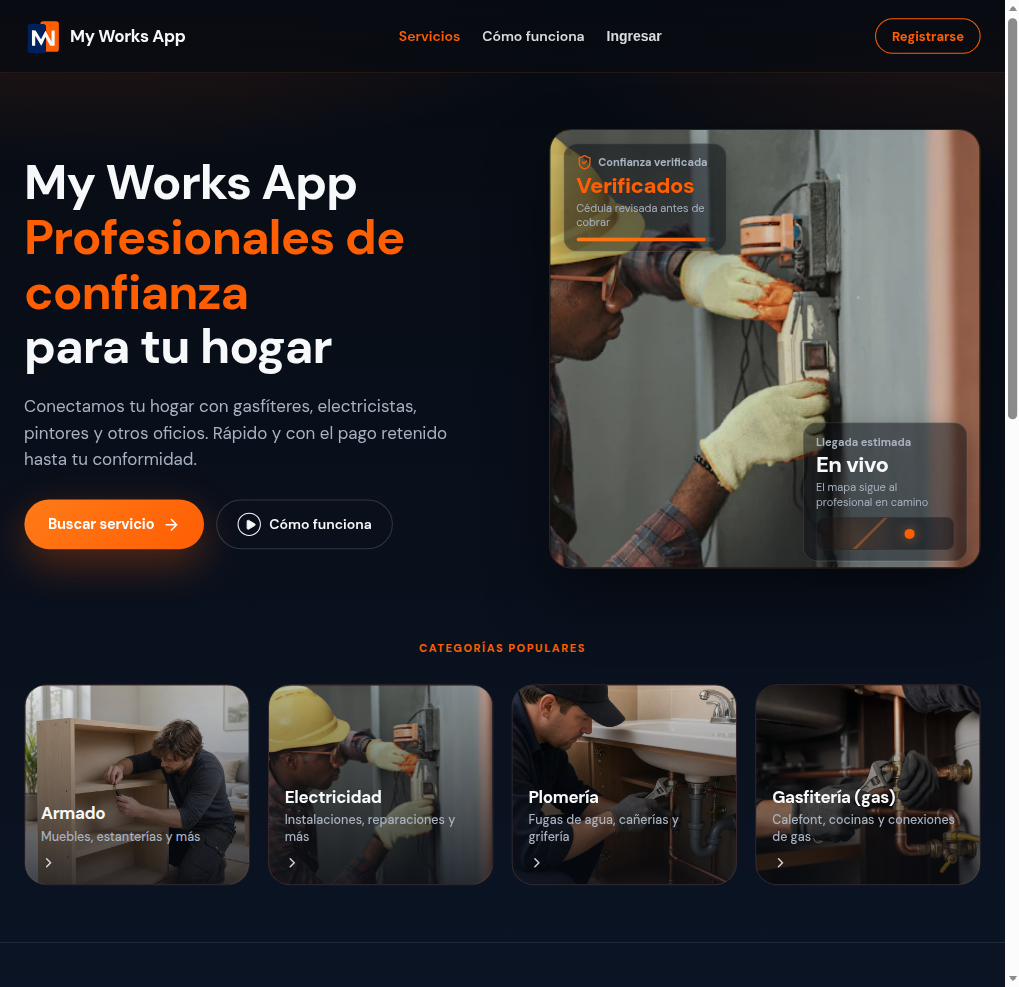 My Works App
Servicios
Cómo funciona
Ingresar
Registrarse
My Works App
Profesionales de
confianza
para tu hogar
Conectamos tu hogar con gasfíteres, electricistas,
pintores y otros oficios. Rápido y con el pago retenido
hasta tu conformidad.
Buscar servicio
Cómo funciona
Confianza verificada
Verificados
Cédula revisada antes de
cobrar
Llegada estimada
En vivo
El mapa sigue al
profesional en camino
CATEGORÍAS POPULARES
Armado
Muebles, estanterías y más
Electricidad
Instalaciones, reparaciones y
más
Plomería
Fugas de agua, cañerías y
grifería
Gasfitería (gas)
Calefont, cocinas y conexiones
de gas